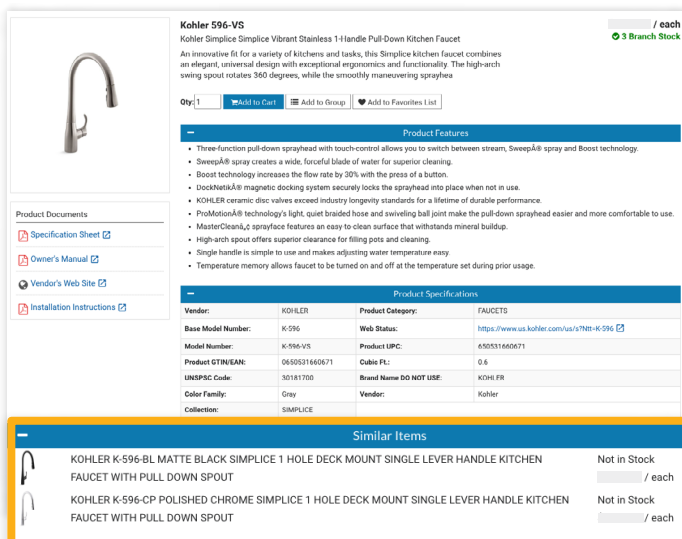 Kohler 596-VS
/ each
Kohler Simplice Simplice Vibrant Stainless 1-Handle Pull-Down Kitchen Faucet
3 Branch Stock
An innovative fit for a variety of kitchens and tasks, this Simplice kitchen faucet combines
an elegant, universal design with exceptional ergonomics and functionality. The high-arch
swing spout rotates 360 degrees, while the smoothly maneuvering sprayhea
Qty: 1 Add to Cart Add to Group Add to Favorites List
Product Features
• Three-function pull-down sprayhead with touch-control allows you to switch between stream, SweepÂ® spray and Boost technology.
• SweepÂ® spray creates a wide, forceful blade of water for superior cleaning.
• Boost technology increases the flow rate by 30% with the press of a button.
• DockNetikÂ® magnetic docking system securely locks the sprayhead into place when not in use.
• KOHLER ceramic disc valves exceed industry longevity standards for a lifetime of durable performance.
• ProMotionÂ® technology's light, quiet braided hose and swiveling ball joint make the pull-down sprayhead easier and more comfortable to use.
• MasterCleanâ„¢ sprayface features an easy to clean surface that withstands mineral buildup.
• High-arch spout offers superior clearance for filling pots and cleaning.
• Single handle is simple to use and makes adjusting water temperature easy.
• Temperature memory allows faucet to be turned on and off at the temperature set during prior usage.
Product Documents
Specification Sheet
Owner's Manual
Vendor's Web Site
Installation Instructions
Product Specifications
Vendor: KOHLER Product Category: FAUCETS
Base Model Number: K-596 Web Status: https://www.us.kohler.com/us/s?Ntt=K-596
Model Number: K-596-VS Product UPC: 650531660671
Product GTIN/EAN: 0650531660671 Cubic Ft.: 0.6
UNSPSC Code: 30181700 Brand Name DO NOT USE: KOHLER
Color Family: Gray Vendor: Kohler
Collection: SIMPLICE
Similar Items
KOHLER K-596-BL MATTE BLACK SIMPLICE 1 HOLE DECK MOUNT SINGLE LEVER HANDLE KITCHEN Not in Stock
FAUCET WITH PULL DOWN SPOUT / each
KOHLER K-596-CP POLISHED CHROME SIMPLICE 1 HOLE DECK MOUNT SINGLE LEVER HANDLE KITCHEN Not in Stock
FAUCET WITH PULL DOWN SPOUT / each